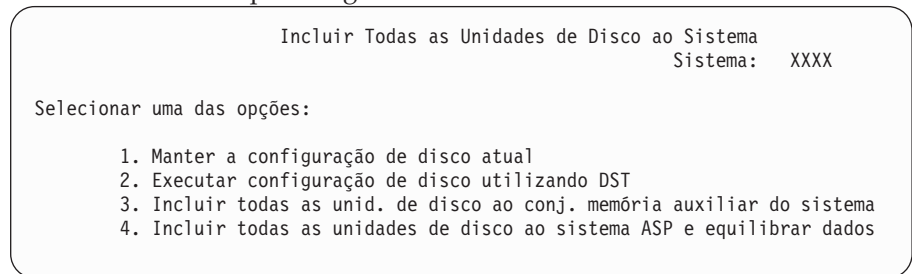 Incluir Todas as Unidades de Disco ao Sistema
Sistema: XXXX
Selecionar uma das opções:
1. Manter a configuração de disco atual
2. Executar configuração de disco utilizando DST
3. Incluir todas as unid. de disco ao conj. memória auxiliar do sistema
4. Incluir todas as unidades de disco ao sistema ASP e equilibrar dados